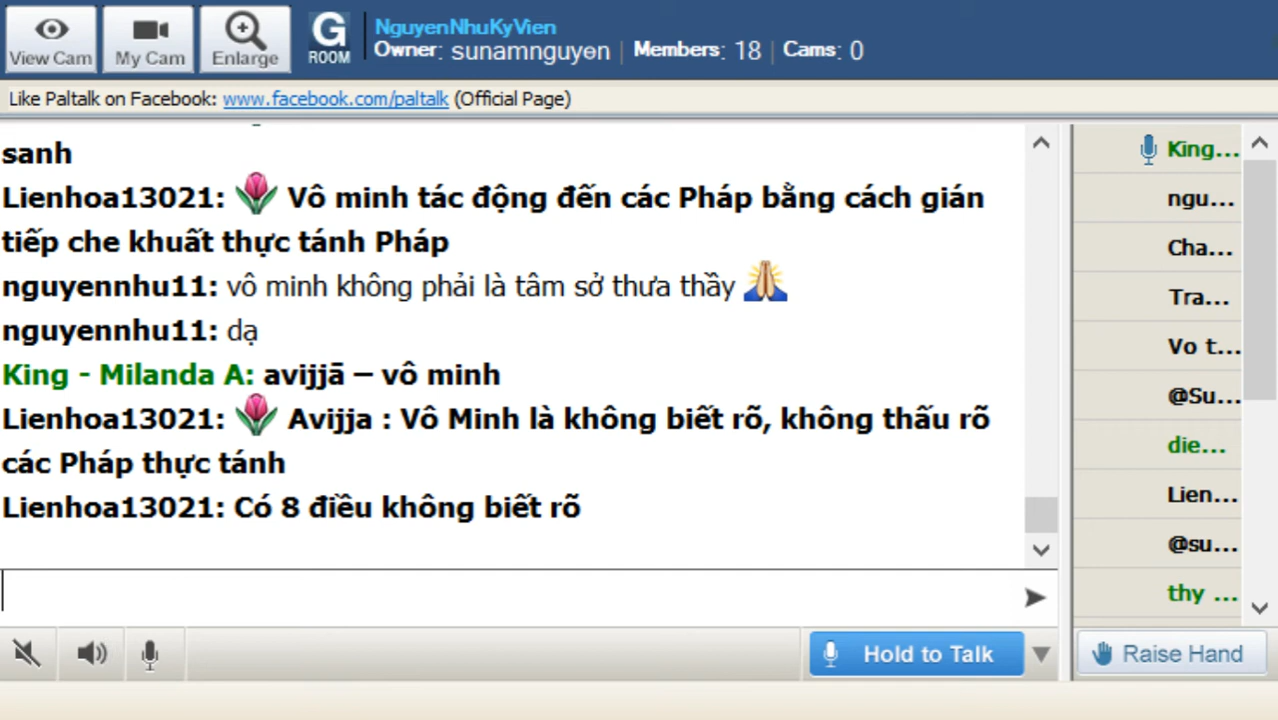 View Cam
My Cam
Enlarge
G
ROOM
NguyenNhuKyVien
Owner: sunamnguyen | Members: 18 | Cams: 0
Like Paltalk on Facebook: www.facebook.com/paltalk (Official Page)
sanh
Lienhoa13021: Vô minh tác động đến các Pháp bằng cách gián
tiếp che khuất thực tánh Pháp
nguyennhu11: vô minh không phải là tâm sở thưa thầy
nguyennhu11: dạ
King - Milanda A: avijjā – vô minh
Lienhoa13021: Avijja : Vô Minh là không biết rõ, không thấu rõ
các Pháp thực tánh
Lienhoa13021: Có 8 điều không biết rõ
King...
ngu...
Cha...
Tra...
Vo t...
@Su...
die...
Lien...
@su...
thy ...
Hold to Talk
Raise Hand